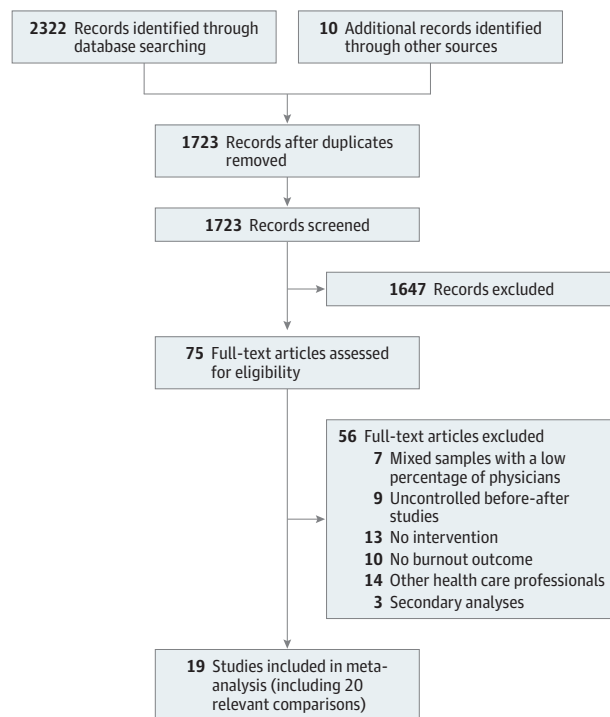 2322 Records identified through
database searching
10 Additional records identified
through other sources
1723 Records after duplicates
removed
1723 Records screened
1647 Records excluded
75 Full-text articles assessed
for eligibility
56 Full-text articles excluded
7 Mixed samples with a low
percentage of physicians
9 Uncontrolled before-after
studies
13 No intervention
10 No burnout outcome
14 Other health care professionals
3 Secondary analyses
19 Studies included in meta-
analysis (including 20
relevant comparisons)